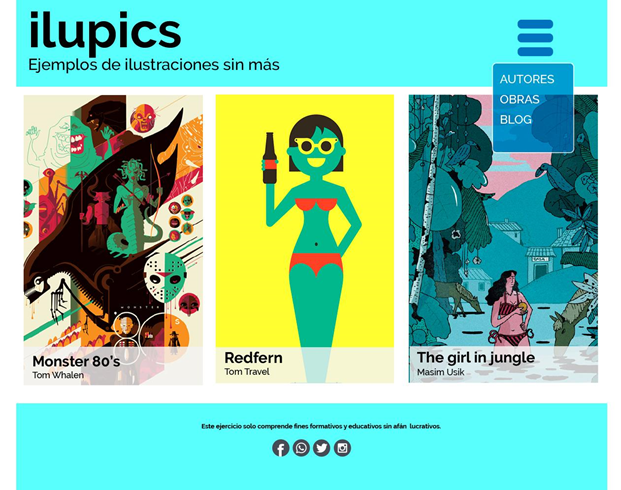 ilupics
Ejemplos de ilustraciones sin más
AUTORES
OBRAS
BLOG
Monster 80's
Tom Whalen
Redfern
Tom Travel
The girl in jungle
Masim Usik
Este ejercicio solo comprende fines formativos y educativos sin afán lucrativos.